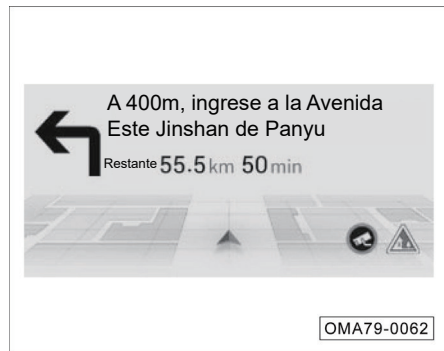 A 400m, ingrese a la Avenida
Este Jinshan de Panyu
Restante 55.5 km 50 min
OMA79-0062